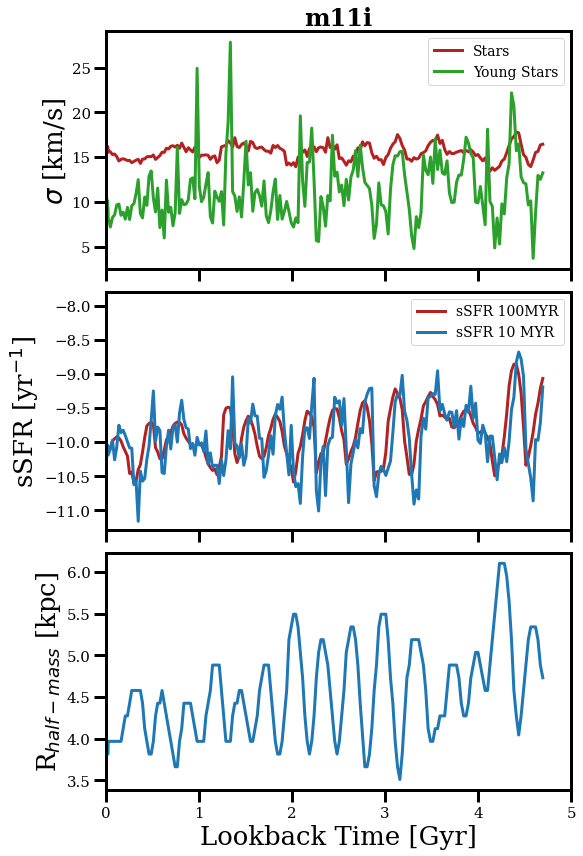 m11i
σ [km/s]
25
20
15
10
5
Stars
Young Stars
sSFR [yr⁻¹]
−8.0
−8.5
−9.0
−9.5
−10.0
−10.5
−11.0
sSFR 100MYR
sSFR 10 MYR
R_{half−mass} [kpc]
6.0
5.5
5.0
4.5
4.0
3.5
0 1 2 3 4 5
Lookback Time [Gyr]